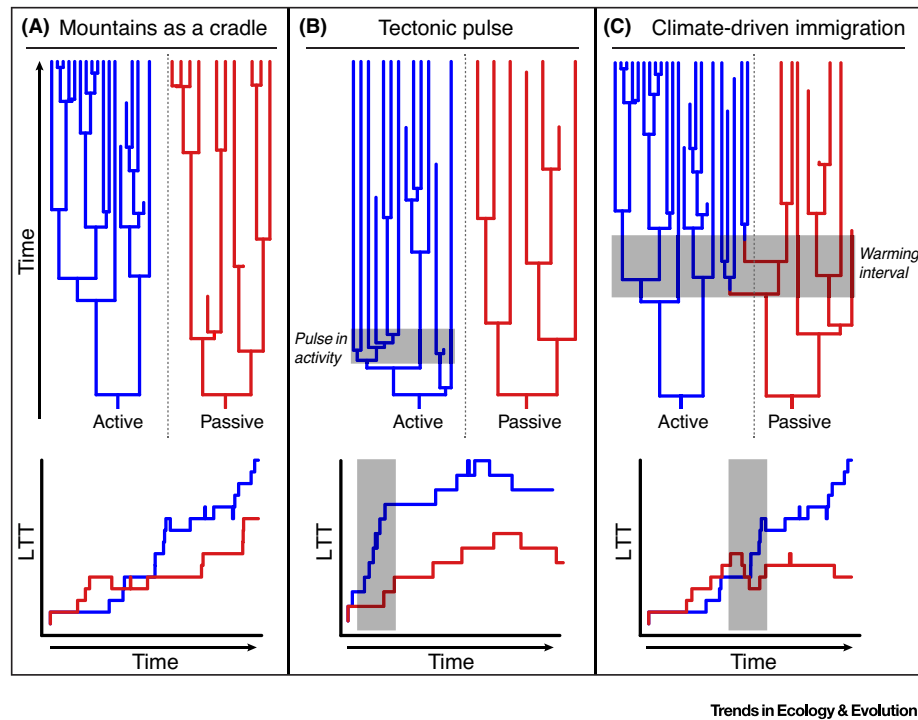 (A) Mountains as a cradle
(B) Tectonic pulse
(C) Climate-driven immigration
Time
Active
Passive
Pulse in
activity
Active
Passive
Warming
interval
Active
Passive
LTT
Time
LTT
Time
LTT
Time
Trends in Ecology & Evolution